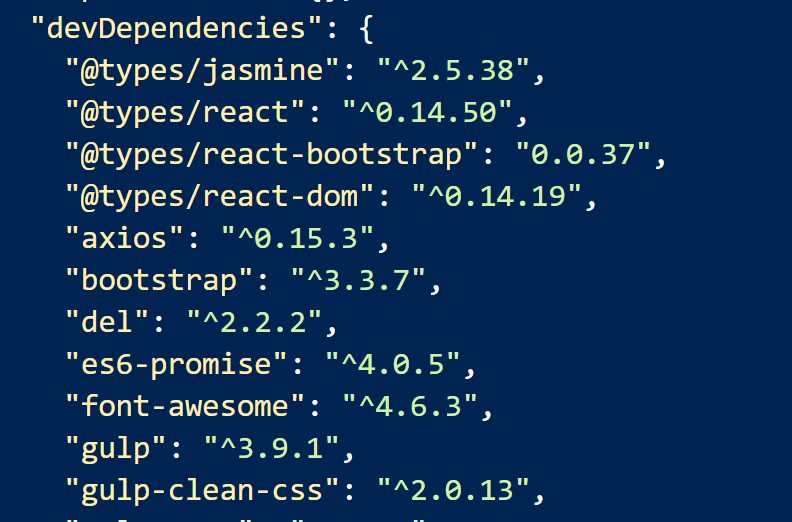 "devDependencies": {
"@types/jasmine": "^2.5.38",
"@types/react": "^0.14.50",
"@types/react-bootstrap": "0.0.37",
"@types/react-dom": "^0.14.19",
"axios": "^0.15.3",
"bootstrap": "^3.3.7",
"del": "^2.2.2",
"es6-promise": "^4.0.5",
"font-awesome": "^4.6.3",
"gulp": "^3.9.1",
"gulp-clean-css": "^2.0.13",